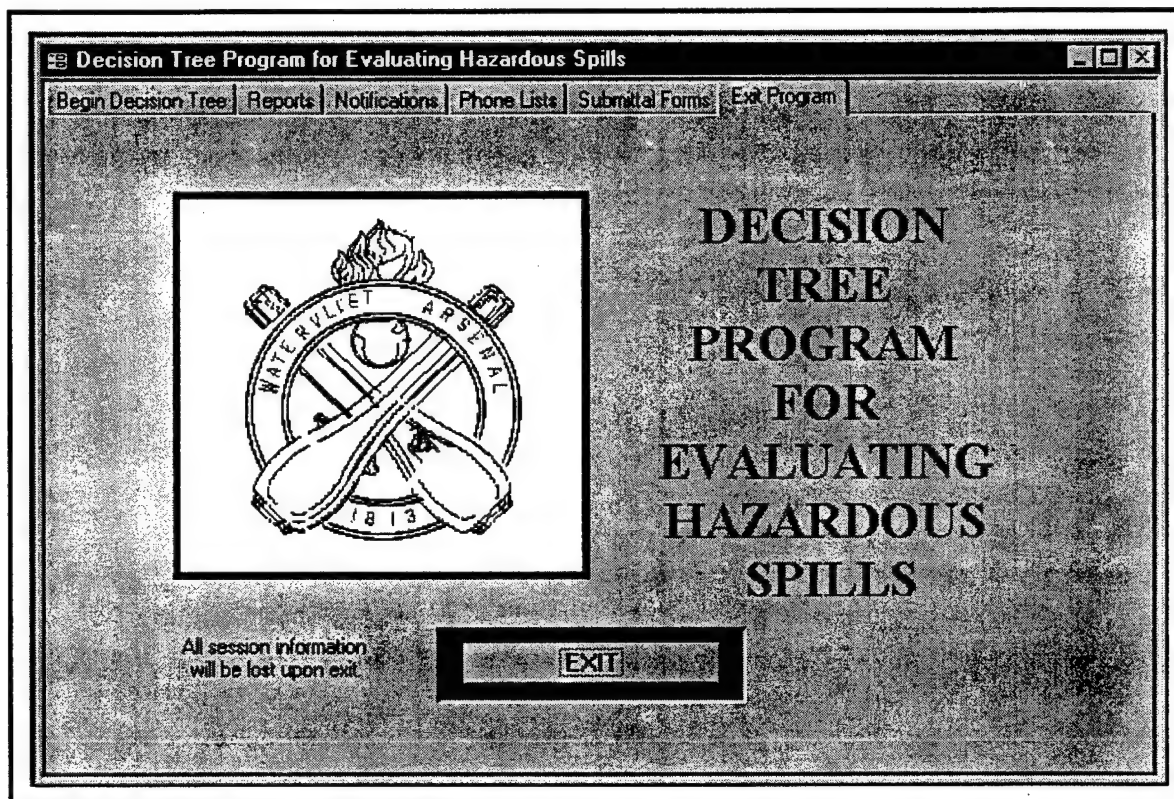 Decision Tree Program for Evaluating Hazardous Spills
Begin Decision Tree Reports Notifications Phone Lists Submittal Forms Exit Program
WATERVLIET ARSENAL
1813
DECISION
TREE
PROGRAM
FOR
EVALUATING
HAZARDOUS
SPILLS
All session information
will be lost upon exit.
EXIT